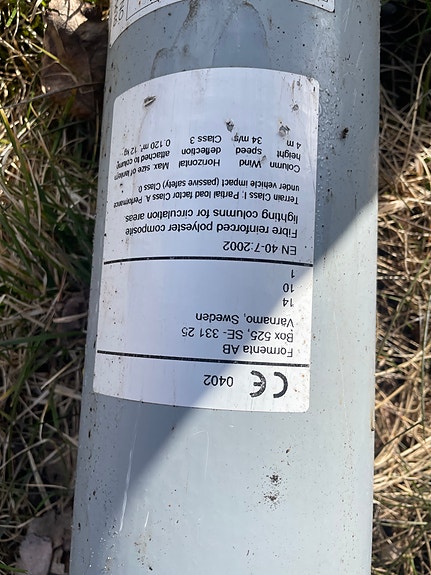 CE 0402
Formenta AB
Box 525, SE - 331 25
Varnamo, Sweden
14
10
1
EN 40-7:2002
Fibre reinforced polyester composite
lighting columns for circulation areas
Terrain Class I; Partial load factor Class A, Performance
under vehicle impact (passive safety) Class 0
Column Wind Horizontal Max. size of lantern
height speed deflection attached to column
4 m 34 m/s Class 3 0.120 m², 12 kg